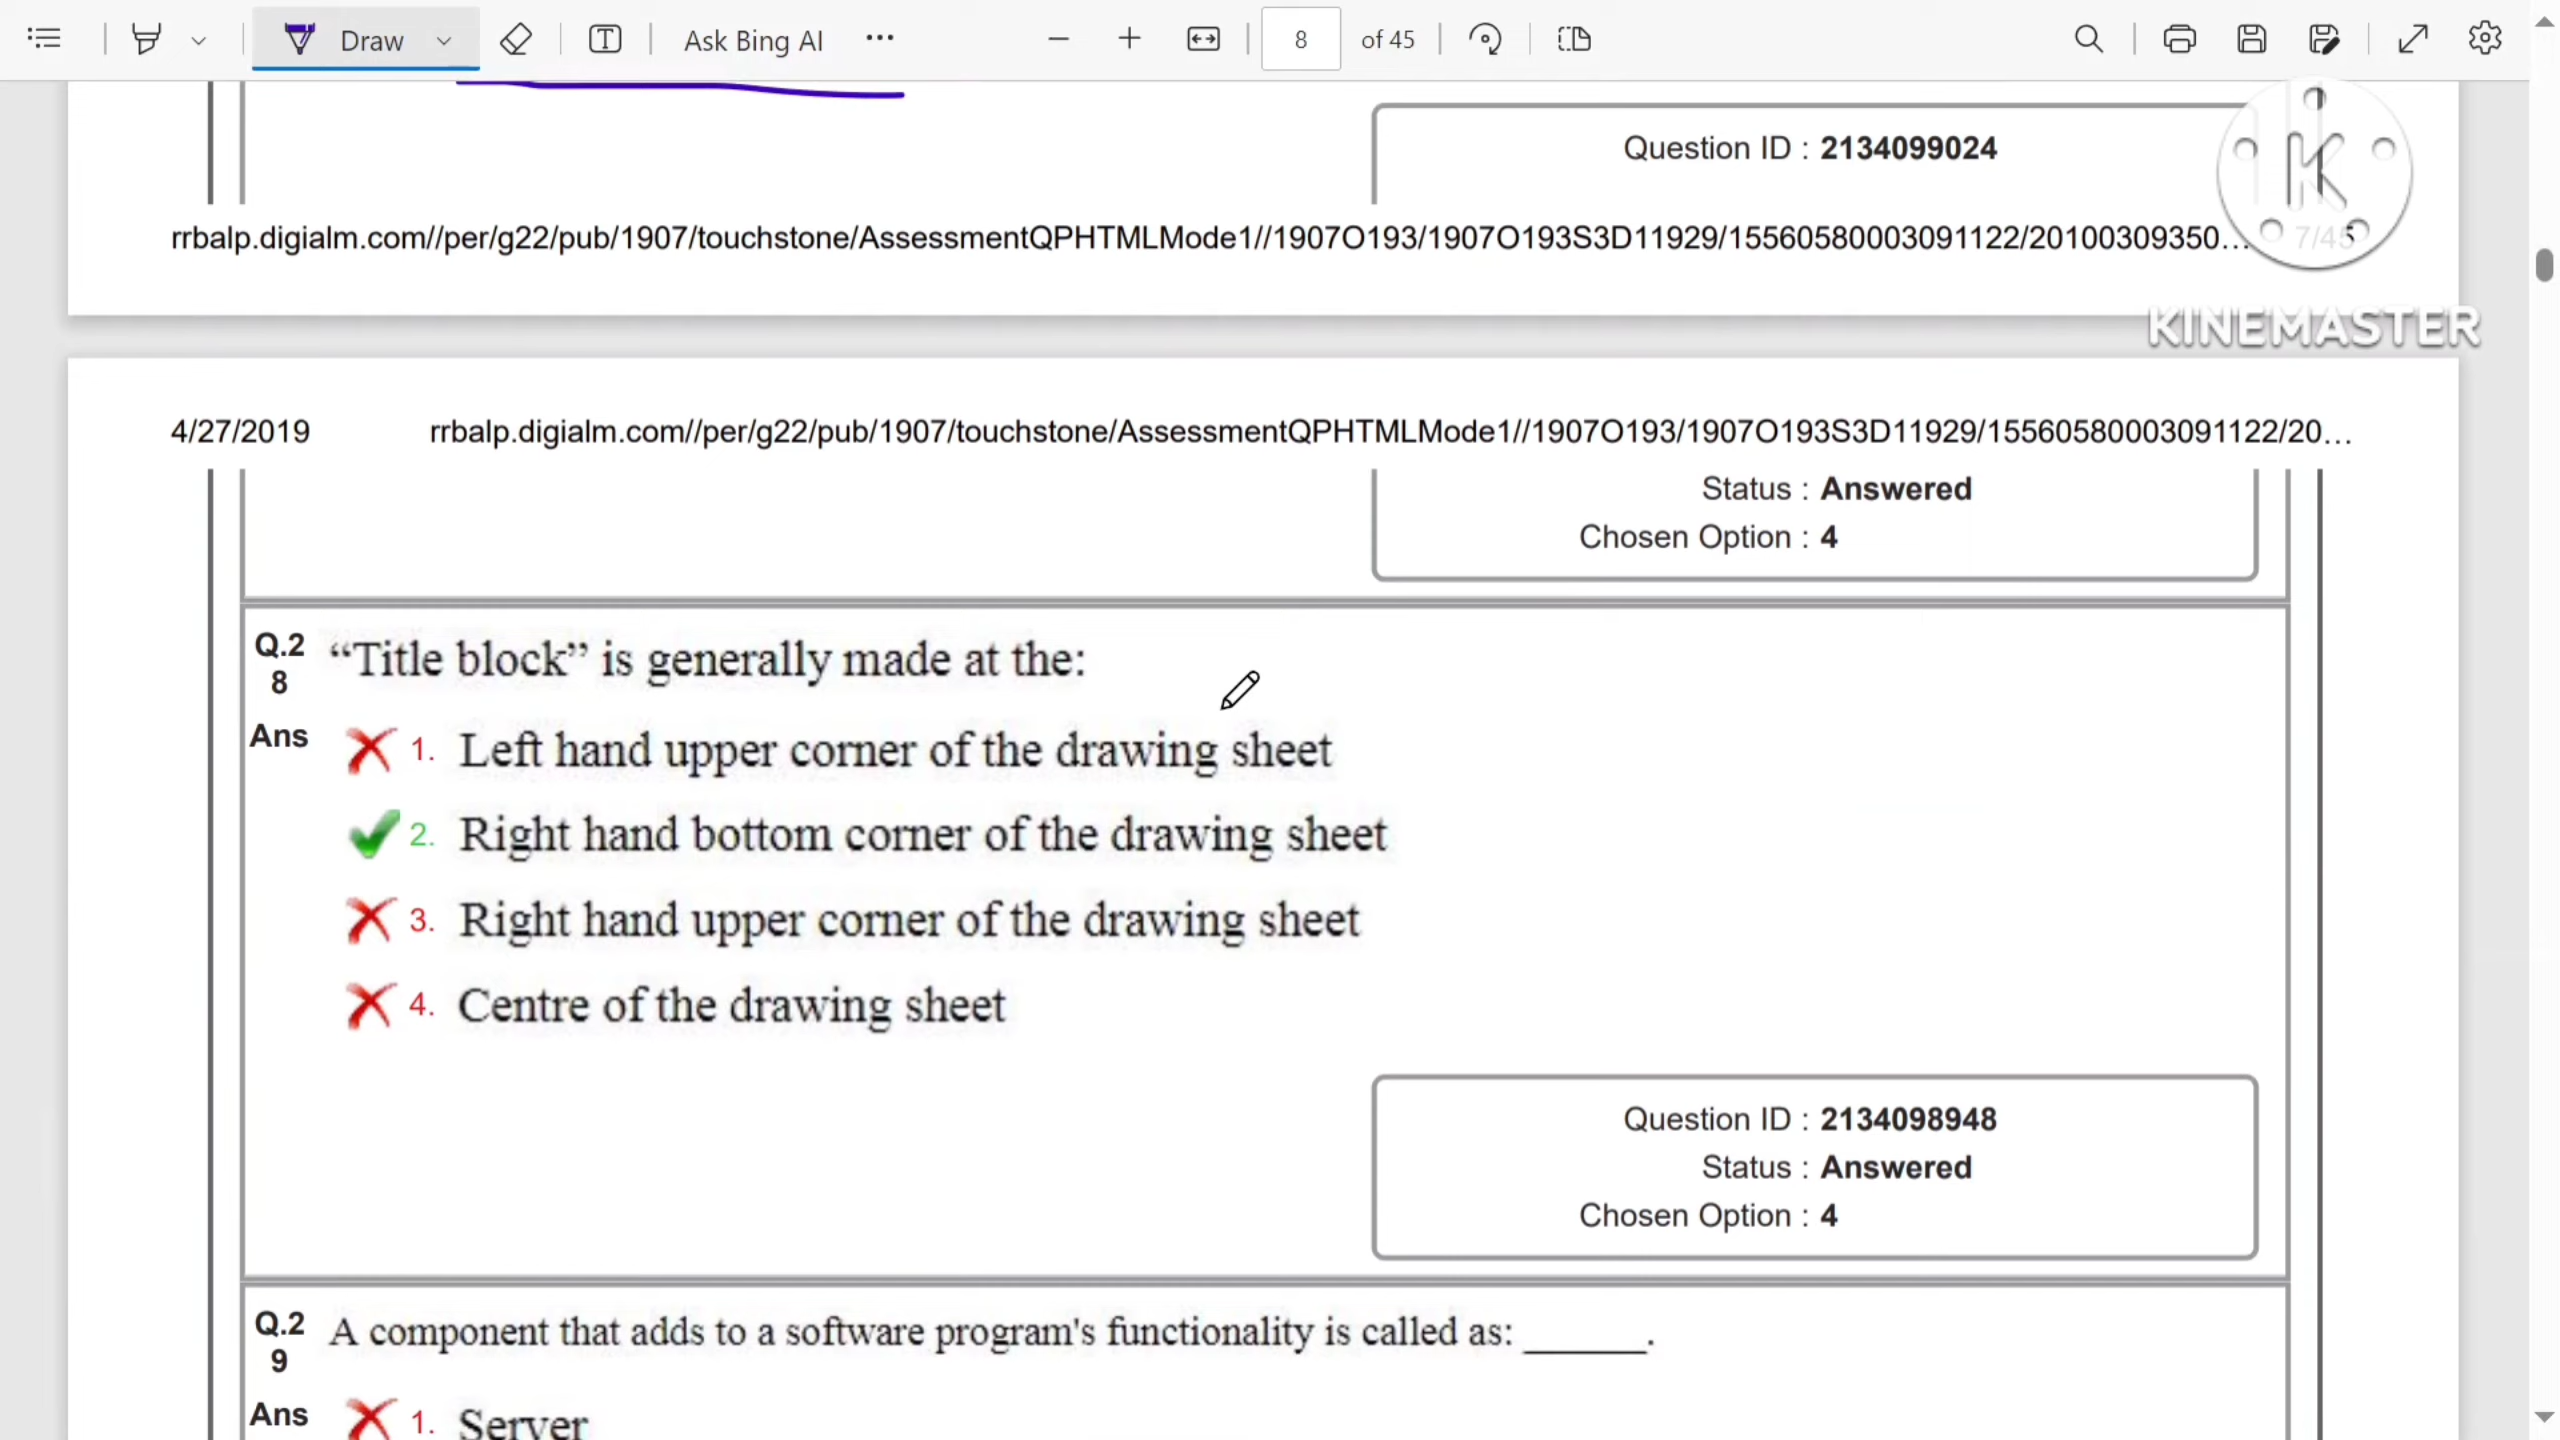 Draw
Ask Bing AI
8 of 45
Question ID : 2134099024
rrbalp.digialm.com//per/g22/pub/1907/touchstone/AssessmentQPHTMLMode1//1907O193/1907O193S3D11929/15560580003091122/20100309350… 7/45
K
KINEMASTER
4/27/2019 rrbalp.digialm.com//per/g22/pub/1907/touchstone/AssessmentQPHTMLMode1//1907O193/1907O193S3D11929/15560580003091122/20…
Status : Answered
Chosen Option : 4
Q.2 “Title block” is generally made at the:
8
Ans 1. Left hand upper corner of the drawing sheet
2. Right hand bottom corner of the drawing sheet
3. Right hand upper corner of the drawing sheet
4. Centre of the drawing sheet
Question ID : 2134098948
Status : Answered
Chosen Option : 4
Q.2 A component that adds to a software program's functionality is called as: ______.
9
Ans 1. Server